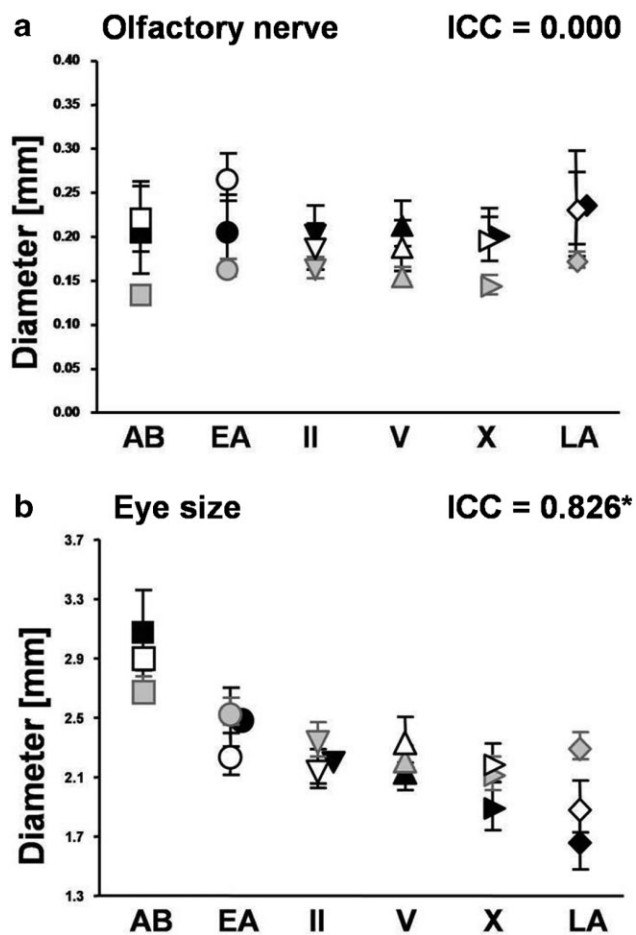 a Olfactory nerve ICC = 0.000
Diameter [mm]
0.40
0.35
0.30
0.25
0.20
0.15
0.10
0.05
0.00
AB EA II V X LA
b Eye size ICC = 0.826*
Diameter [mm]
3.7
3.3
2.9
2.5
2.1
1.7
1.3
AB EA II V X LA